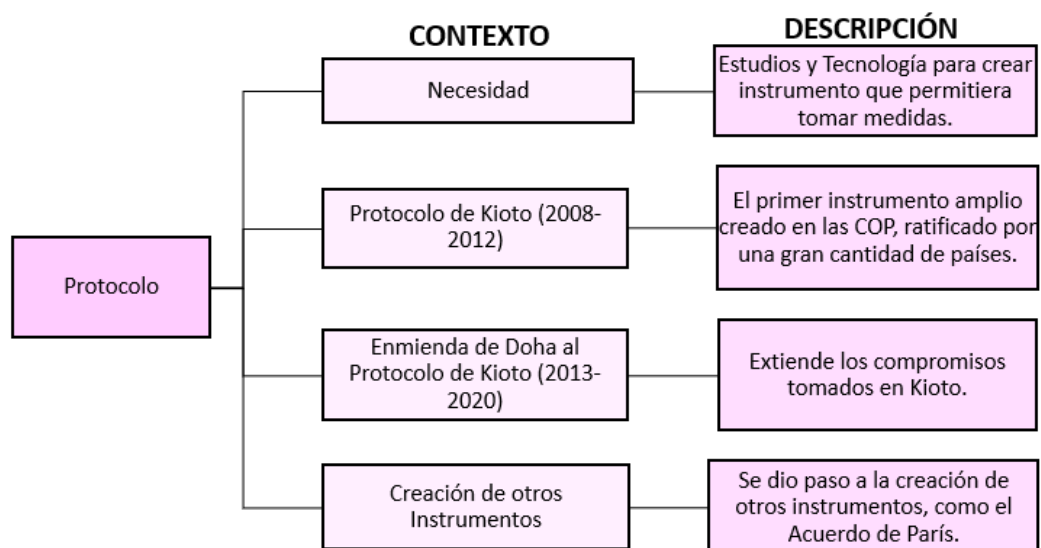 CONTEXTO
DESCRIPCIÓN
Necesidad
Estudios y Tecnología para crear
instrumento que permitiera
tomar medidas.
Protocolo de Kioto (2008-
2012)
El primer instrumento amplio
creado en las COP, ratificado por
una gran cantidad de países.
Protocolo
Enmienda de Doha al
Protocolo de Kioto (2013-
2020)
Extiende los compromisos
tomados en Kioto.
Creación de otros
Instrumentos
Se dio paso a la creación de
otros instrumentos, como el
Acuerdo de París.